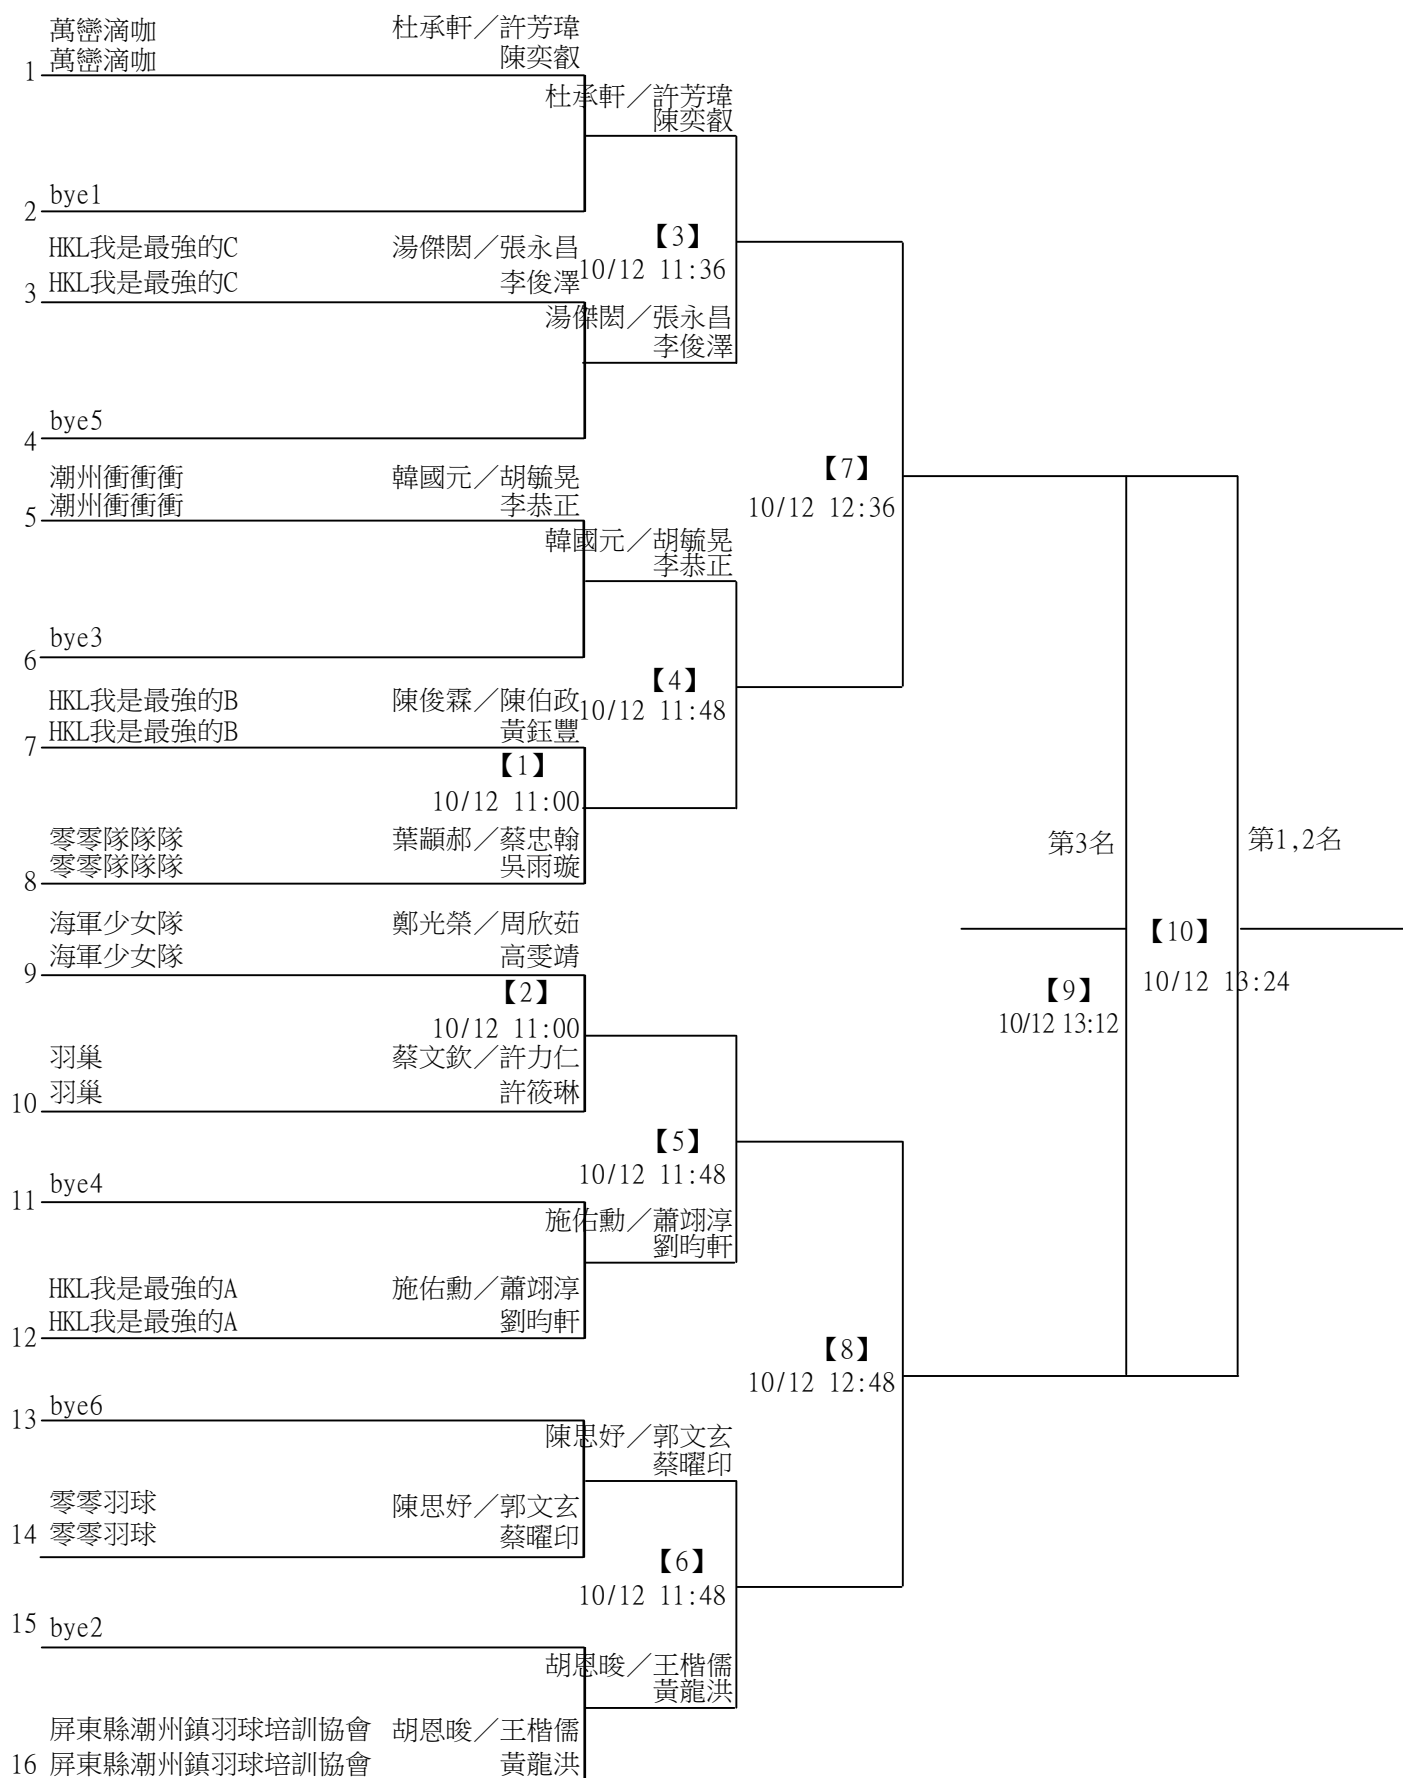 萬巒滴咖 杜承軒／許芳瑋
1 萬巒滴咖 陳奕叡
杜承軒／許芳瑋
陳奕叡
2 bye1
【3】
HKL我是最強的C 湯傑閎／張永昌
10/12 11:36
3 HKL我是最強的C 李俊澤
湯傑閎／張永昌
李俊澤
4 bye5
【7】
潮州衝衝衝 韓國元／胡毓晃
5 潮州衝衝衝 李恭正
10/12 12:36
韓國元／胡毓晃
李恭正
6 bye3
【4】
HKL我是最強的B 陳俊霖／陳伯政
10/12 11:48
7 HKL我是最強的B 黃鈺豐
【1】
10/12 11:00
零零隊隊隊 葉顓郝／蔡忠翰
第3名 第1,2名
8 零零隊隊隊 吳雨璇
海軍少女隊 鄭光榮／周欣茹
【10】
9 海軍少女隊 高雯靖
10/12 13:24
【2】
【9】
10/12 11:00
10/12 13:12
羽巢 蔡文欽／許力仁
10 羽巢 許筱琳
【5】
10/12 11:48
11 bye4
施佑勳／蕭翊淳
劉昀軒
HKL我是最強的A 施佑勳／蕭翊淳
12 HKL我是最強的A 劉昀軒
【8】
10/12 12:48
13 bye6
陳思妤／郭文玄
蔡曜印
零零羽球 陳思妤／郭文玄
14 零零羽球 蔡曜印
【6】
10/12 11:48
15 bye2
胡恩晙／王楷儒
黃龍洪
屏東縣潮州鎮羽球培訓協會 胡恩晙／王楷儒
16 屏東縣潮州鎮羽球培訓協會 黃龍洪